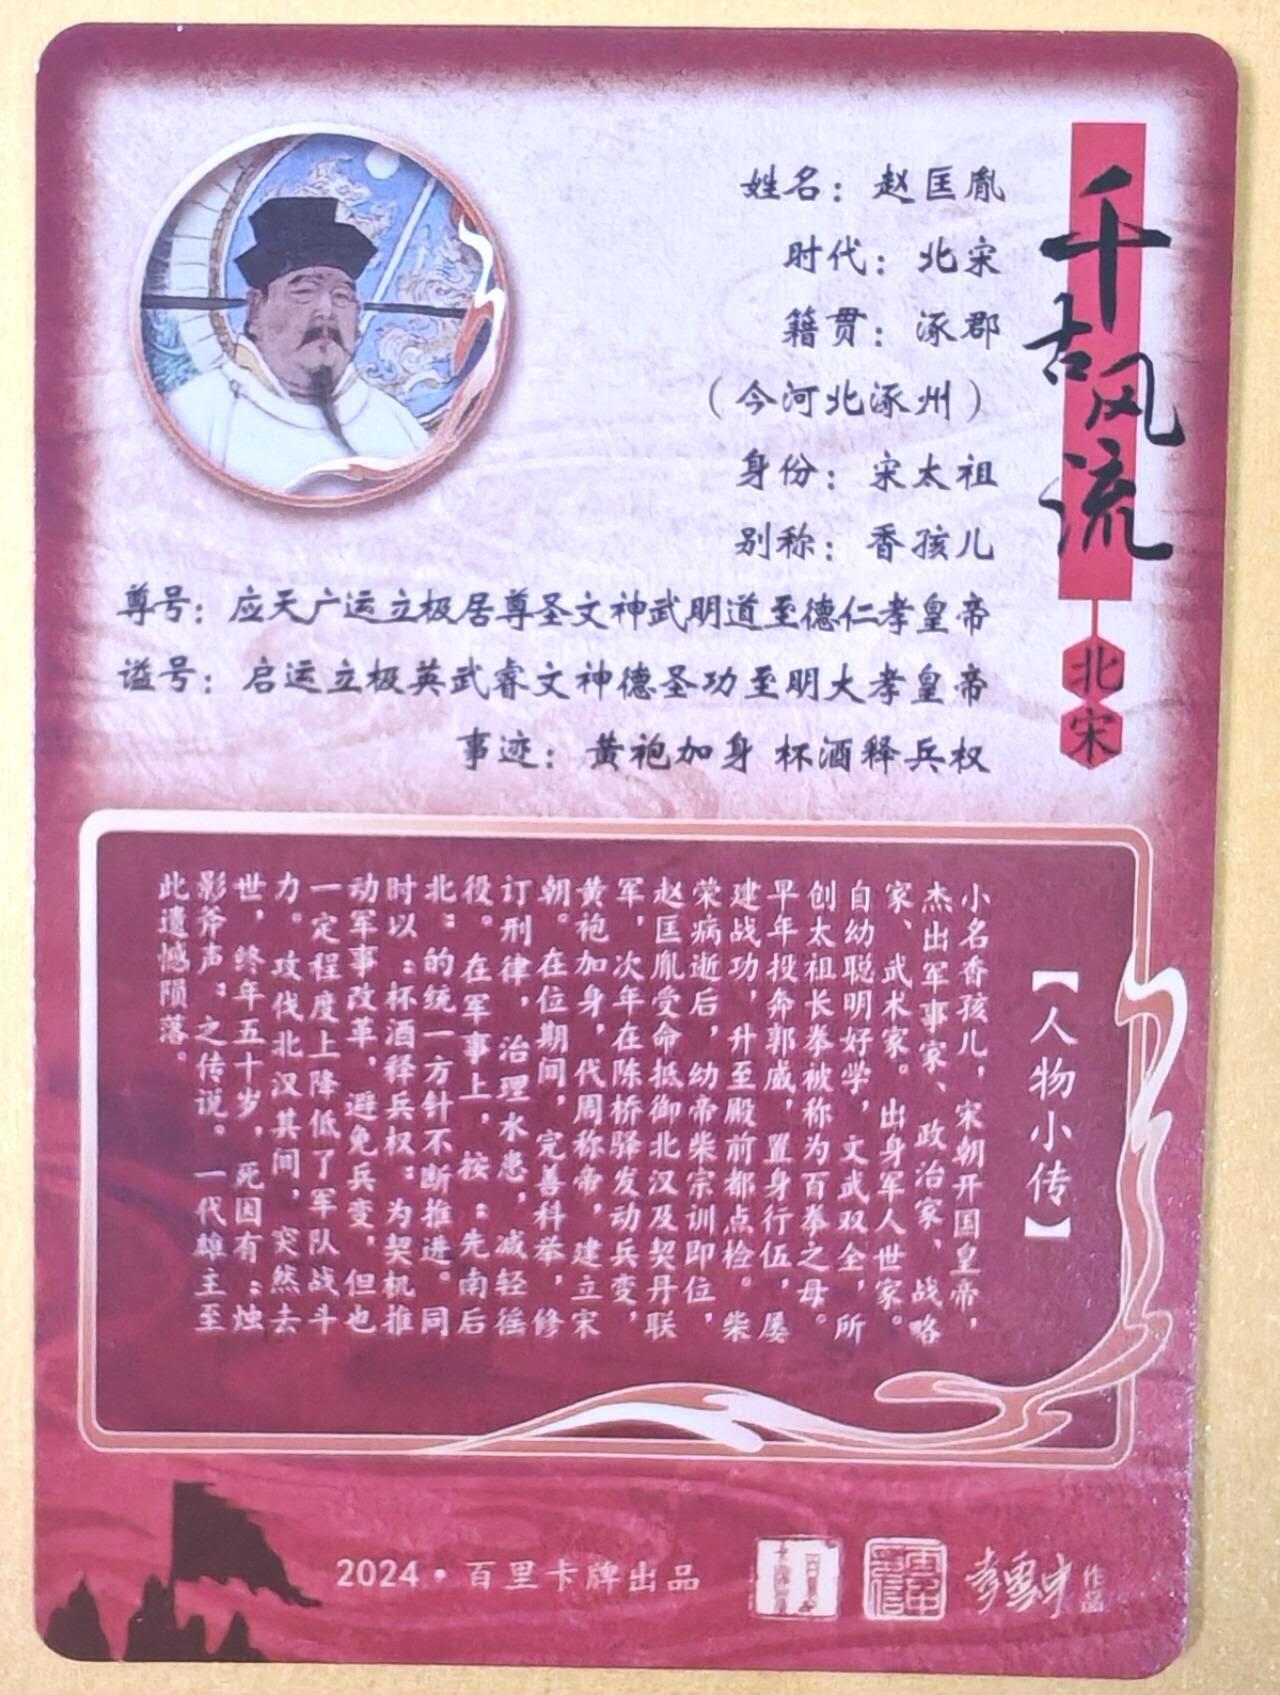 千古风流
北宋
姓名：赵匡胤
时代：北宋
籍贯：涿郡
（今河北涿州）
身份：宋太祖
别称：香孩儿
尊号：应天广运立极居尊圣文神武明道至德仁孝皇帝
谥号：启运立极英武睿文神德圣功至明大孝皇帝
事迹：黄袍加身 杯酒释兵权
【人物小传】
小名香孩儿，宋朝开国皇帝，
杰出军事家、政治家、战略
家、武术家。出身军人世家。
自幼聪明好学，文武双全，所
创太祖长拳被称为百拳之母。
早年投奔郭威，置身行伍，屡
建战功，升至殿前都点检。柴
荣病逝后，幼帝柴宗训即位，
赵匡胤受命抵御北汉及契丹联
军，次年在陈桥驿发动兵变，
黄袍加身，代周称帝，建立宋
朝。在位期间，完善科举，修
订刑律，治理水患，减轻徭
役。在军事上，按：先南后
北：的统一方针不断推进。同
时以：杯酒释兵权：为契机推
动军事改革，避免兵变，但也
一定程度上降低了军队战斗
力。攻伐北汉其间，突然去
世，终年五十岁，死因有：烛
影斧声：之传说。一代雄主至
此遗憾陨落。
2024·百里卡牌出品
李云中
作品